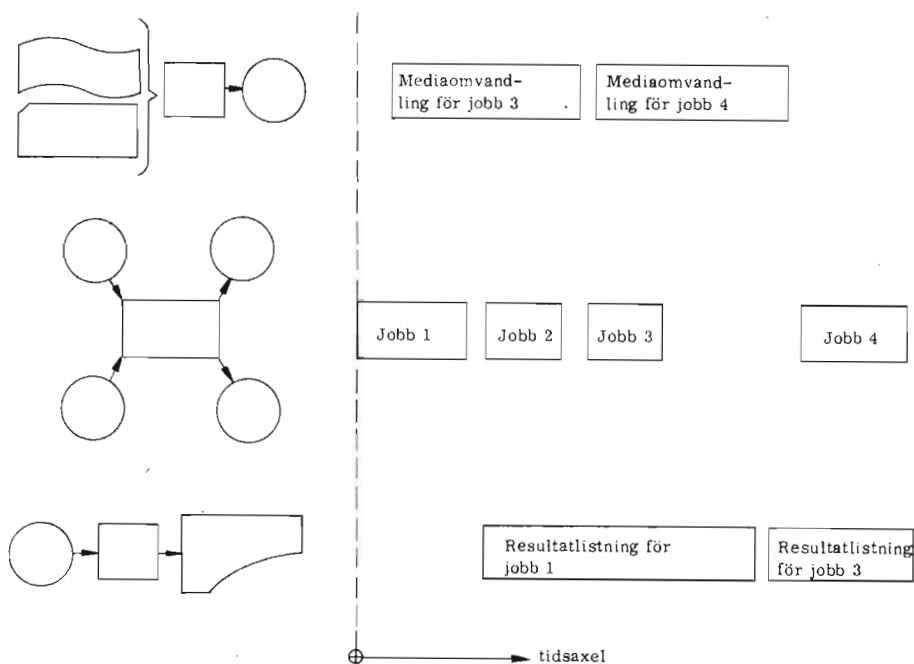 Mediaomvand-
ling för jobb 3
Mediaomvand-
ling för jobb 4
Jobb 1
Jobb 2
Jobb 3
Jobb 4
Resultatlistning för
jobb 1
Resultatlistning
för jobb 3
tidsaxel